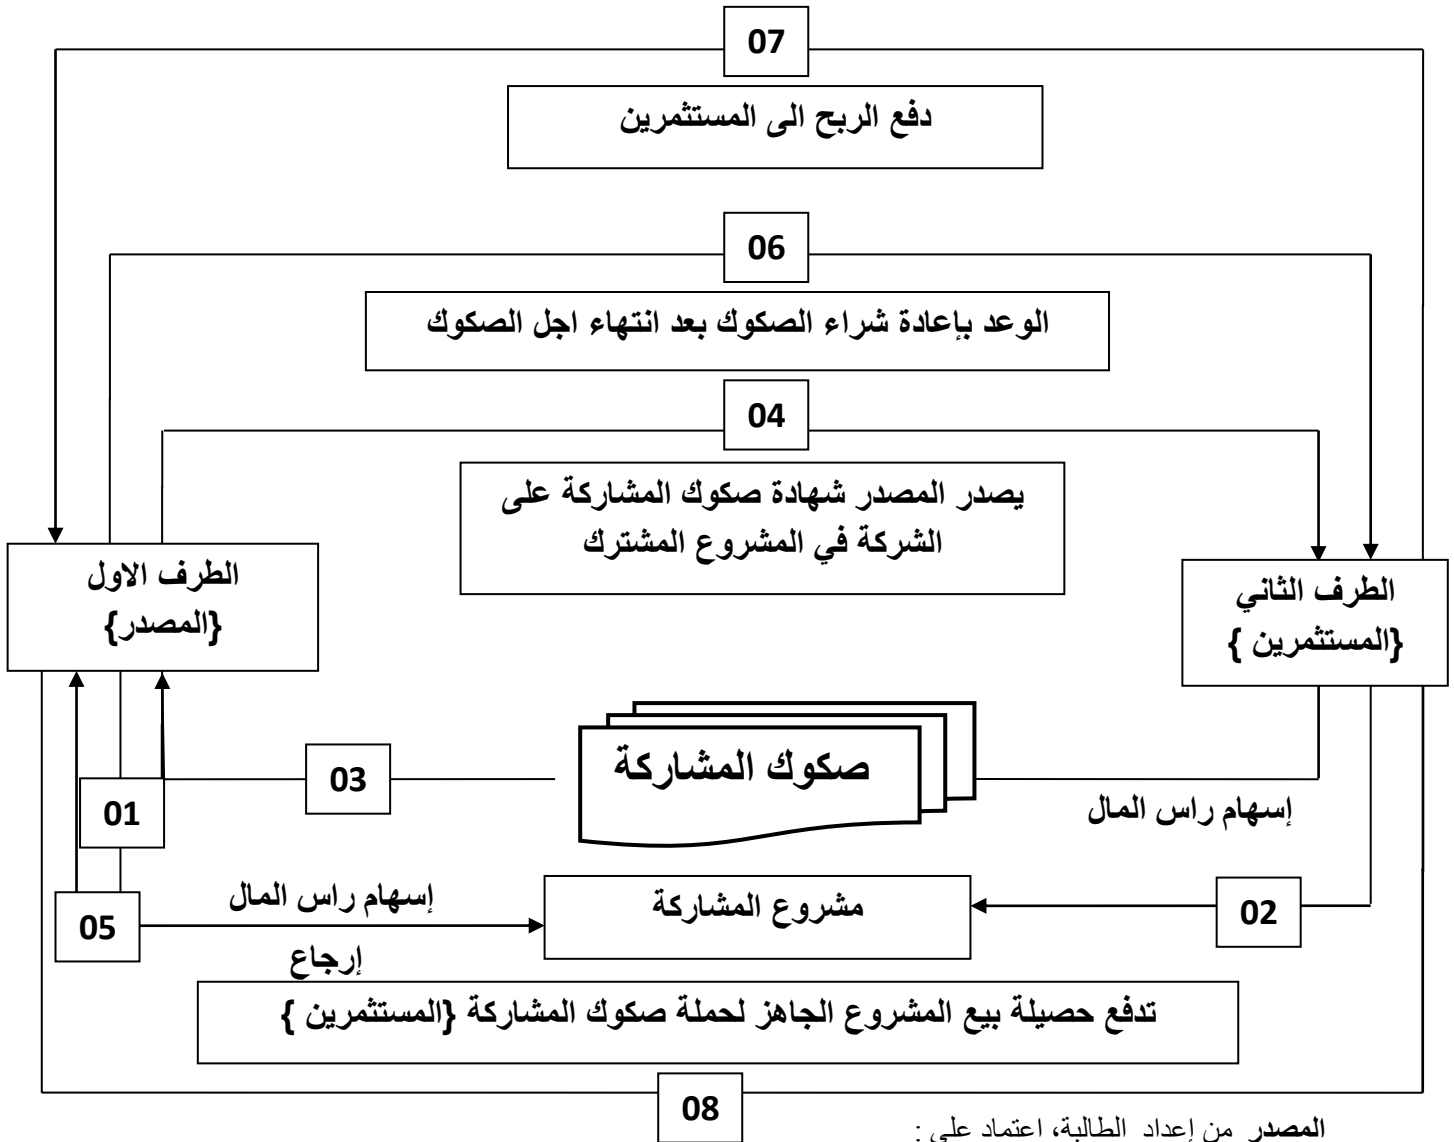 07
دفع الربح الى المستثمرين
06
الوعد بإعادة شراء الصكوك بعد انتهاء اجل الصكوك
04
يصدر المصدر شهادة صكوك المشاركة على
الشركة في المشروع المشترك
الطرف الاول
{المصدر}
الطرف الثاني
{المستثمرين }
صكوك المشاركة
03
01
إسهام راس المال
إسهام راس المال
مشروع المشاركة
02
05
إرجاع
تدفع حصيلة بيع المشروع الجاهز لحملة صكوك المشاركة {المستثمرين }
08
المصدر من إعداد الطالبة، اعتماد على :